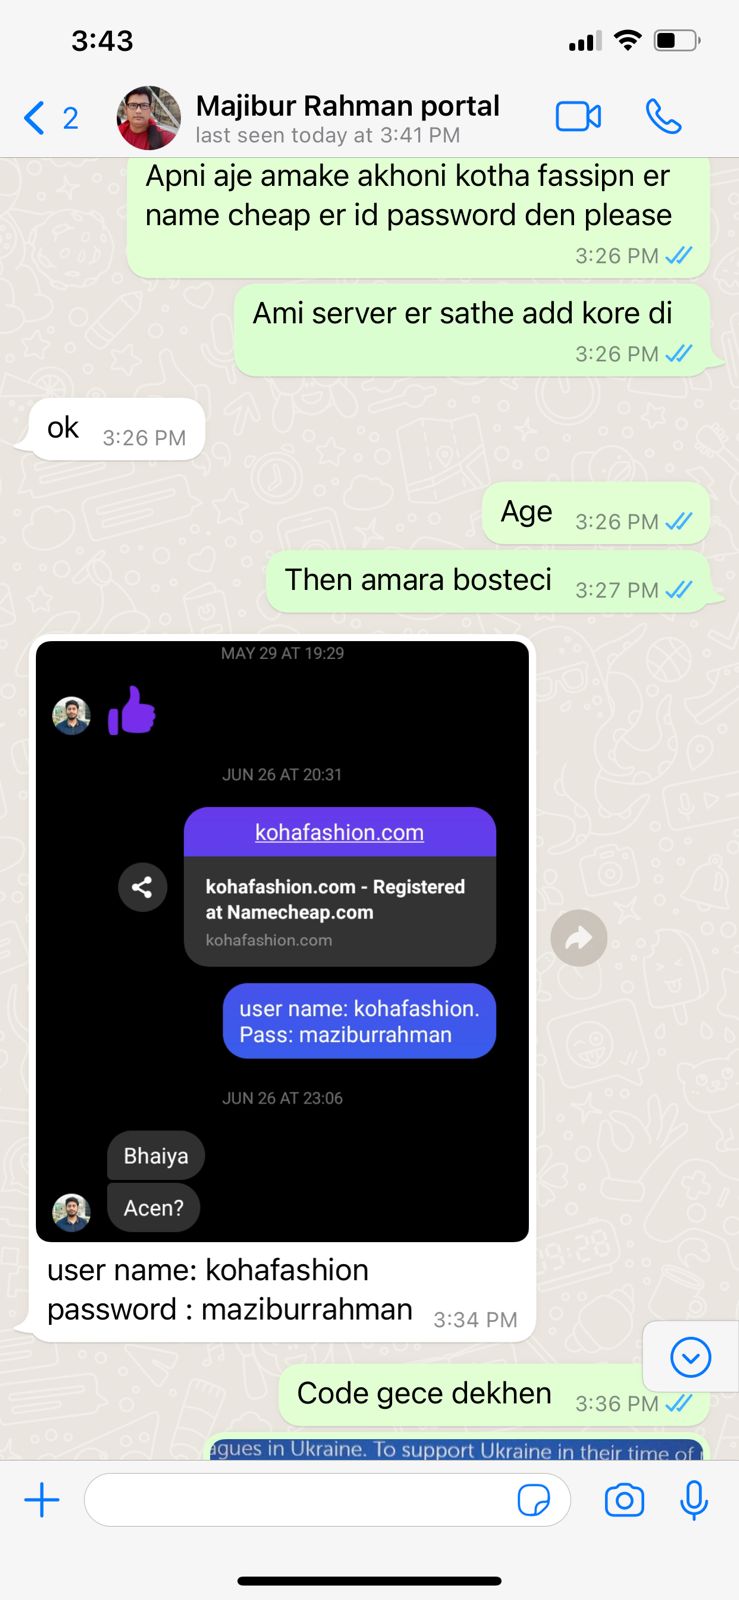 3:43
2
Majibur Rahman portal
last seen today at 3:41 PM
Apni aje amake akhoni kotha fassipn er
name cheap er id password den please
3:26 PM
Ami server er sathe add kore di
3:26 PM
ok 3:26 PM
Age 3:26 PM
Then amara bosteci 3:27 PM
MAY 29 AT 19:29
JUN 26 AT 20:31
kohafashion.com
kohafashion.com - Registered
at Namecheap.com
kohafashion.com
user name: kohafashion.
Pass: maziburrahman
JUN 26 AT 23:06
Bhaiya
Acen?
user name: kohafashion
password : maziburrahman 3:34 PM
Code gece dekhen 3:36 PM
agues in Ukraine. To support Ukraine in their time of